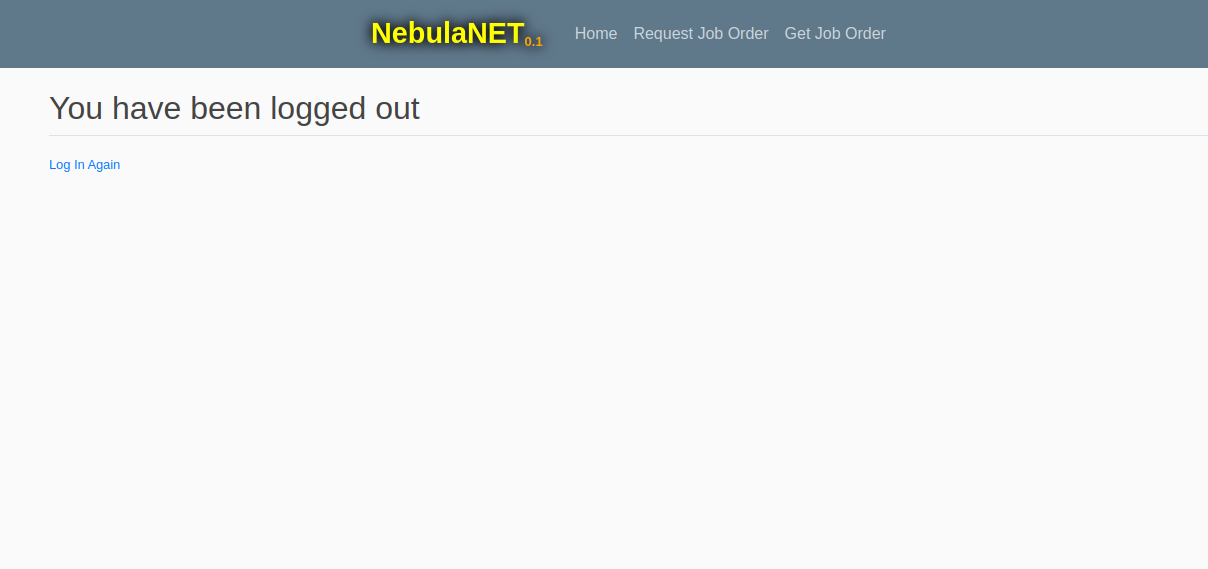 NebulaNET0.1 Home Request Job Order Get Job Order
You have been logged out
Log In Again